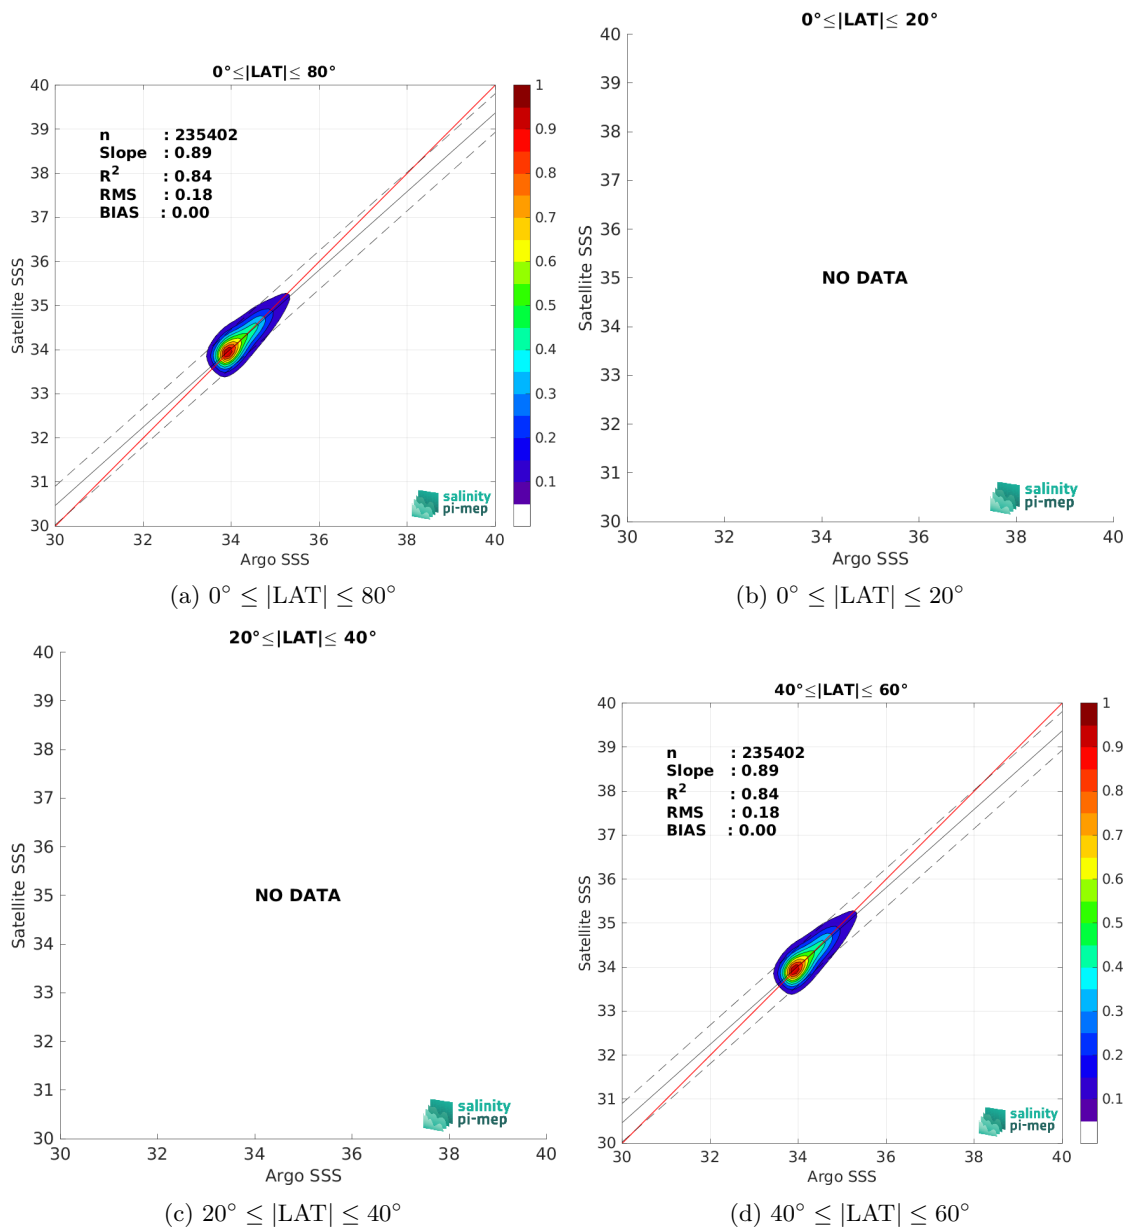 0°≤|LAT|≤ 80°
40
39
38
37
36
35
34
33
32
31
30
30
32
34
36
38
40
Satellite SSS
Argo SSS
n : 235402
Slope : 0.89
R² : 0.84
RMS : 0.18
BIAS : 0.00
salinity
pi-mep
1
0.9
0.8
0.7
0.6
0.5
0.4
0.3
0.2
0.1
(a) 0° ≤ |LAT| ≤ 80°
0°≤|LAT|≤ 20°
40
39
38
37
36
35
34
33
32
31
30
30
32
34
36
38
40
Satellite SSS
Argo SSS
NO DATA
salinity
pi-mep
(b) 0° ≤ |LAT| ≤ 20°
20°≤|LAT|≤ 40°
40
39
38
37
36
35
34
33
32
31
30
30
32
34
36
38
40
Satellite SSS
Argo SSS
NO DATA
salinity
pi-mep
(c) 20° ≤ |LAT| ≤ 40°
40°≤|LAT|≤ 60°
40
39
38
37
36
35
34
33
32
31
30
30
32
34
36
38
40
Satellite SSS
Argo SSS
n : 235402
Slope : 0.89
R² : 0.84
RMS : 0.18
BIAS : 0.00
salinity
pi-mep
1
0.9
0.8
0.7
0.6
0.5
0.4
0.3
0.2
0.1
(d) 40° ≤ |LAT| ≤ 60°